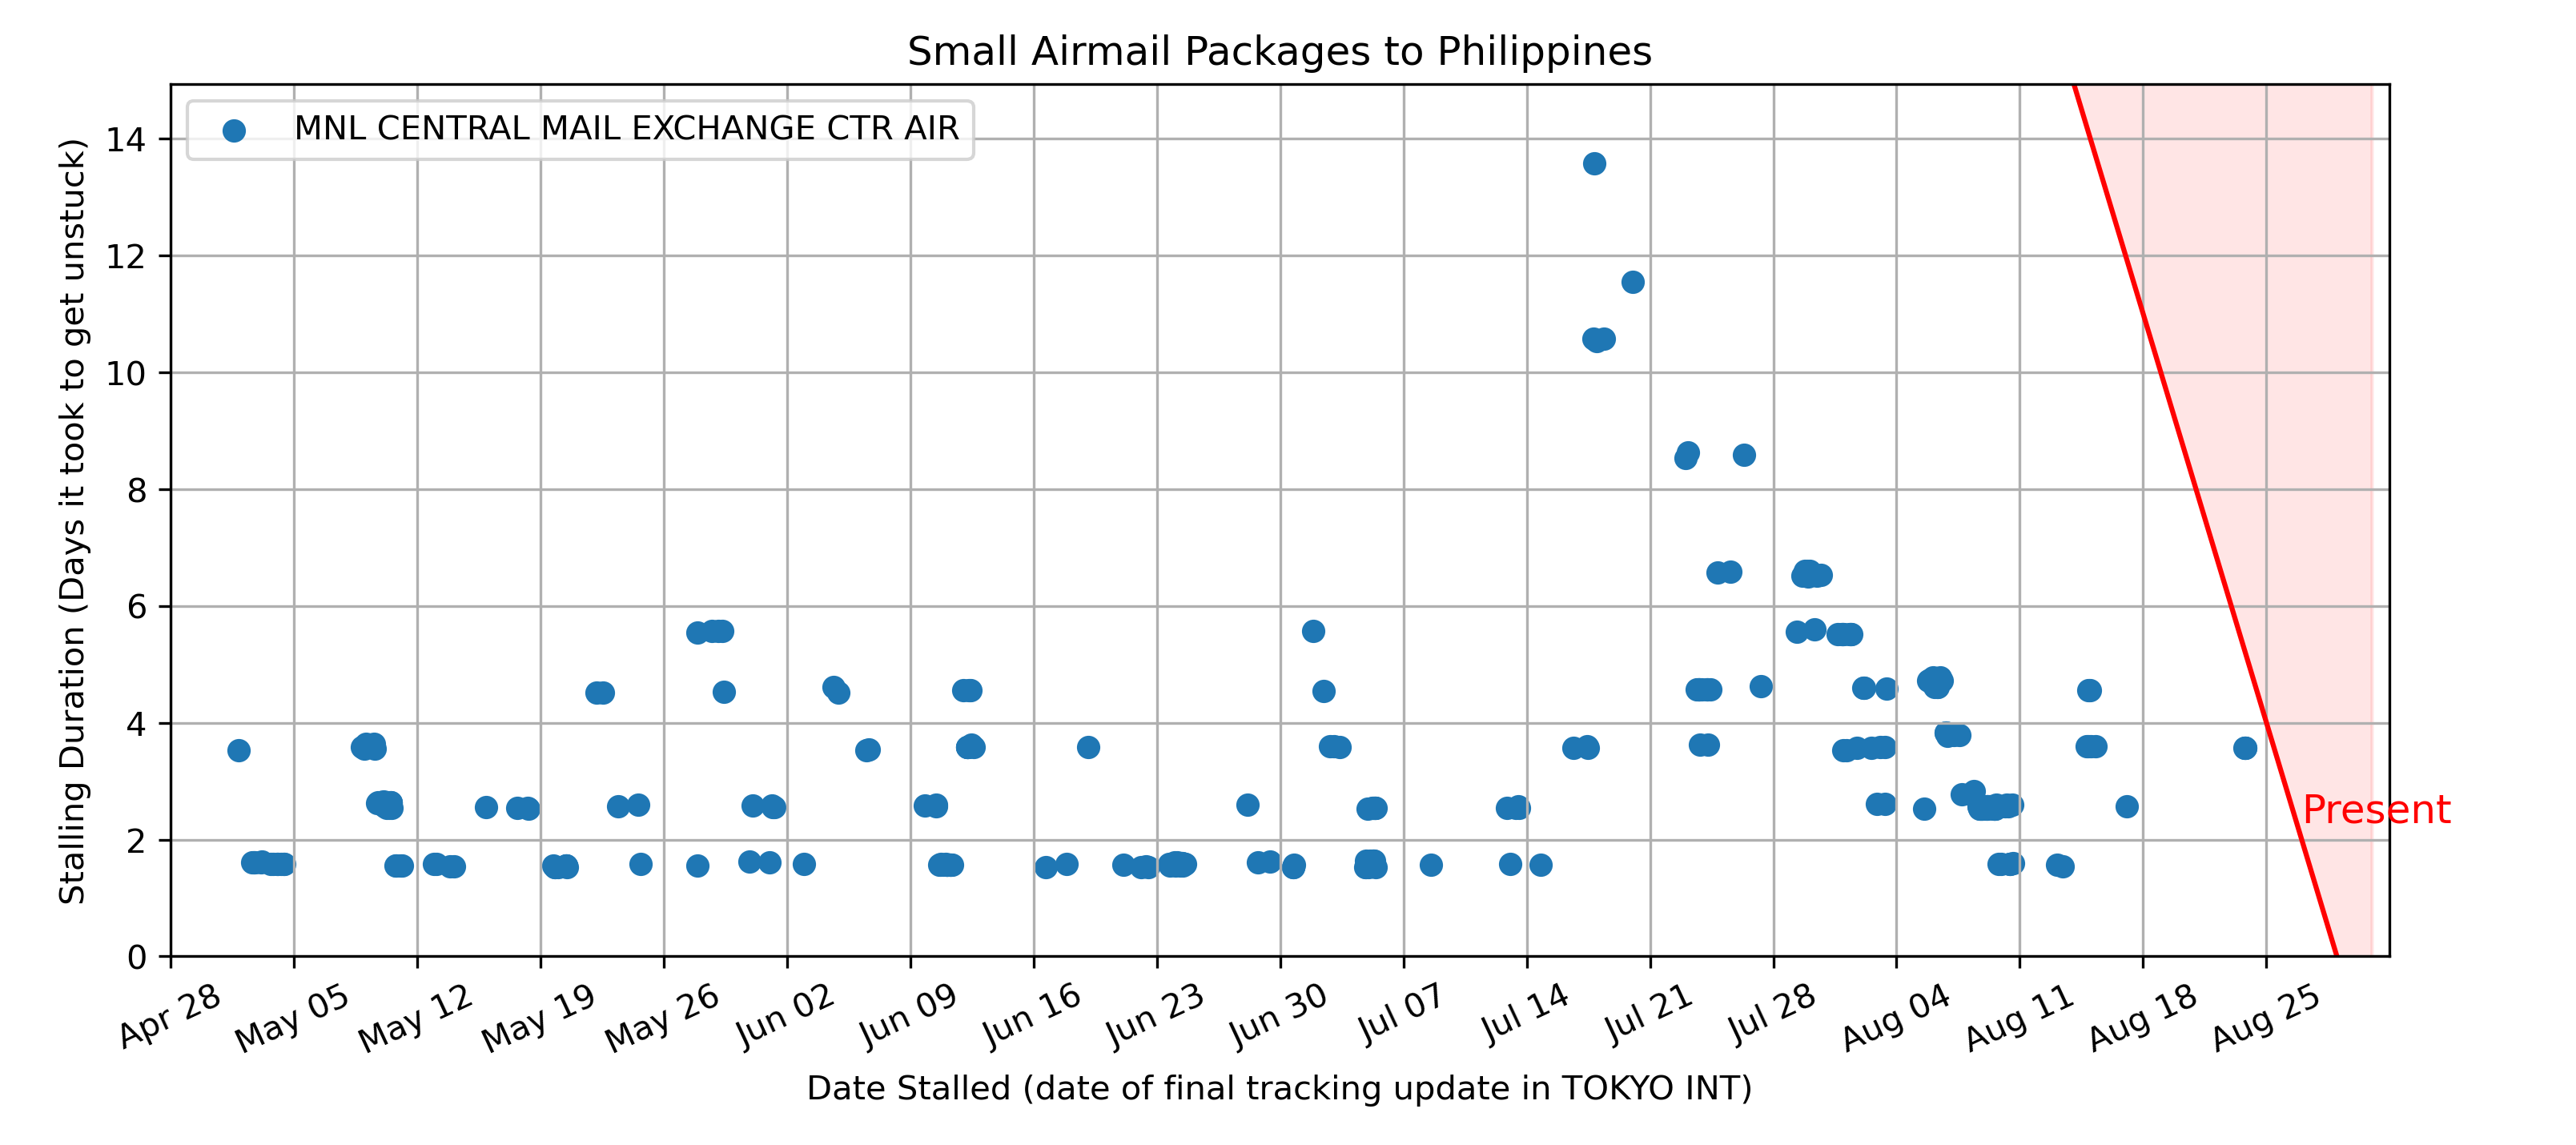 Small Airmail Packages to Philippines
MNL CENTRAL MAIL EXCHANGE CTR AIR
Stalling Duration (Days it took to get unstuck)
14
12
10
8
6
4
2
0
Present
Apr 28
May 05
May 12
May 19
May 26
Jun 02
Jun 09
Jun 16
Jun 23
Jun 30
Jul 07
Jul 14
Jul 21
Jul 28
Aug 04
Aug 11
Aug 18
Aug 25
Date Stalled (date of final tracking update in TOKYO INT)